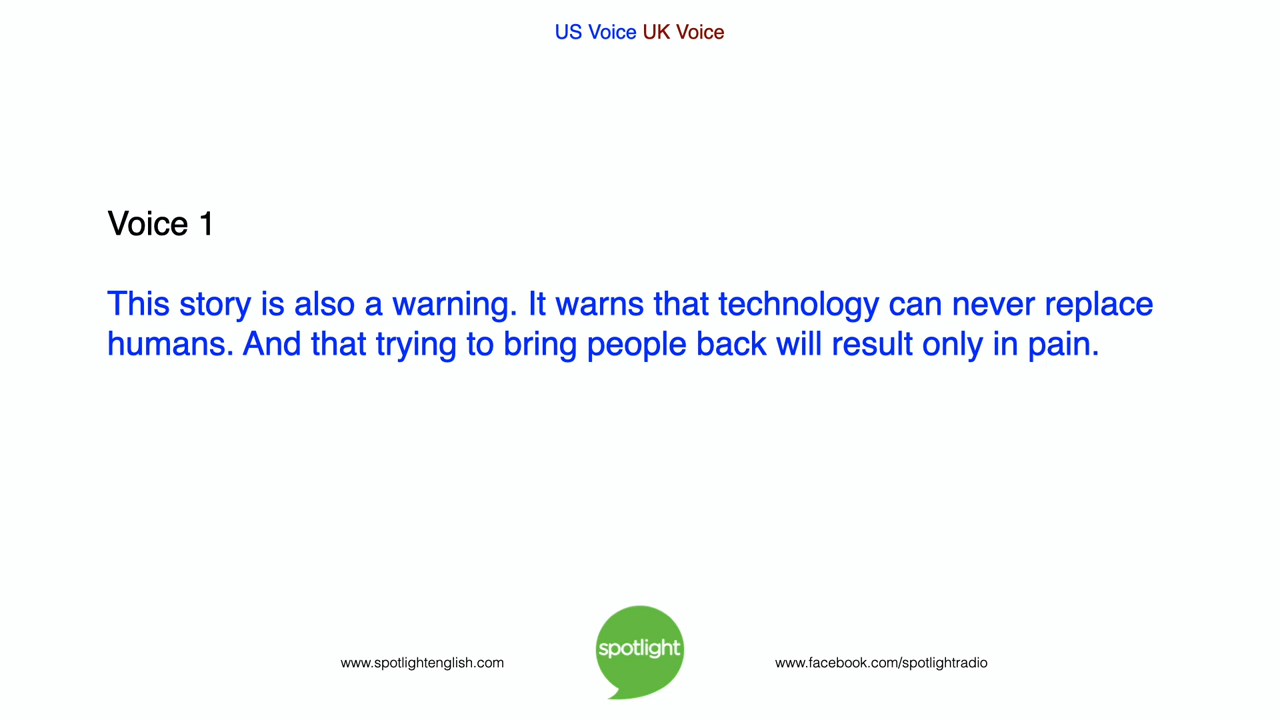 US Voice UK Voice
Voice 1
This story is also a warning. It warns that technology can never replace
humans. And that trying to bring people back will result only in pain.
spotlight
www.spotlightenglish.com
www.facebook.com/spotlightradio